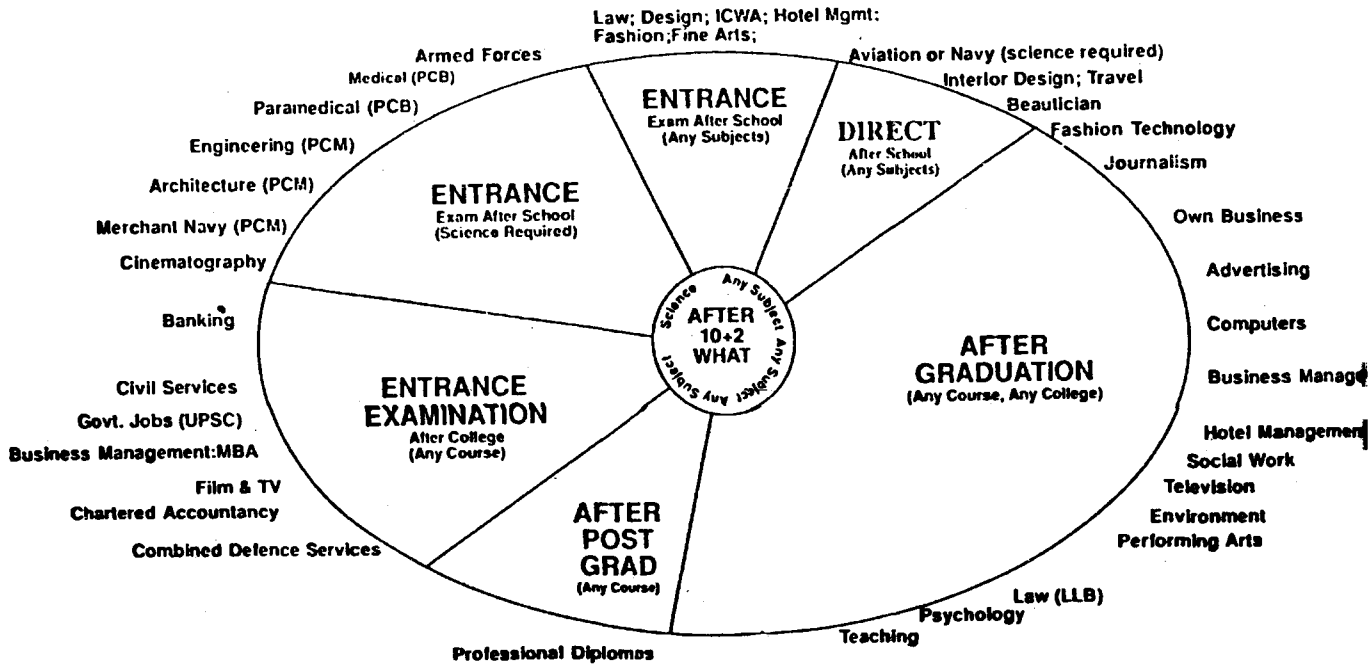 Law; Design; ICWA; Hotel Mgmt:
Fashion;Fine Arts;
Armed Forces
Medical (PCB)
Paramedical (PCB)
Engineering (PCM)
Architecture (PCM)
Merchant Navy (PCM)
Cinematography
Banking
Civil Services
Govt. Jobs (UPSC)
Business Management:MBA
Film & TV
Chartered Accountancy
Combined Defence Services
Professional Diplomas
Aviation or Navy (science required)
Interior Design; Travel
Beautician
Fashion Technology
Journalism
Own Business
Advertising
Computers
Business Manage
Hotel Managemen
Social Work
Television
Environment
Performing Arts
Law (LLB)
Psychology
Teaching
ENTRANCE
Exam After School
(Any Subjects)
DIRECT
After School
(Any Subjects)
ENTRANCE
Exam After School
(Science Required)
ENTRANCE
EXAMINATION
After College
(Any Course)
AFTER
POST
GRAD
(Any Course)
AFTER
GRADUATION
(Any Course, Any College)
Science Any Subject Any Subject Any Subject
AFTER
10+2
WHAT